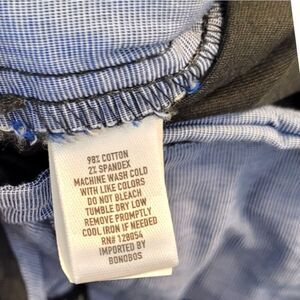 98% COTTON
2% SPANDEX
MACHINE WASH COLD
WITH LIKE COLORS
DO NOT BLEACH
TUMBLE DRY LOW
REMOVE PROMPTLY
COOL IRON IF NEEDED
RN# 128654
IMPORTED BY
BONOBOS